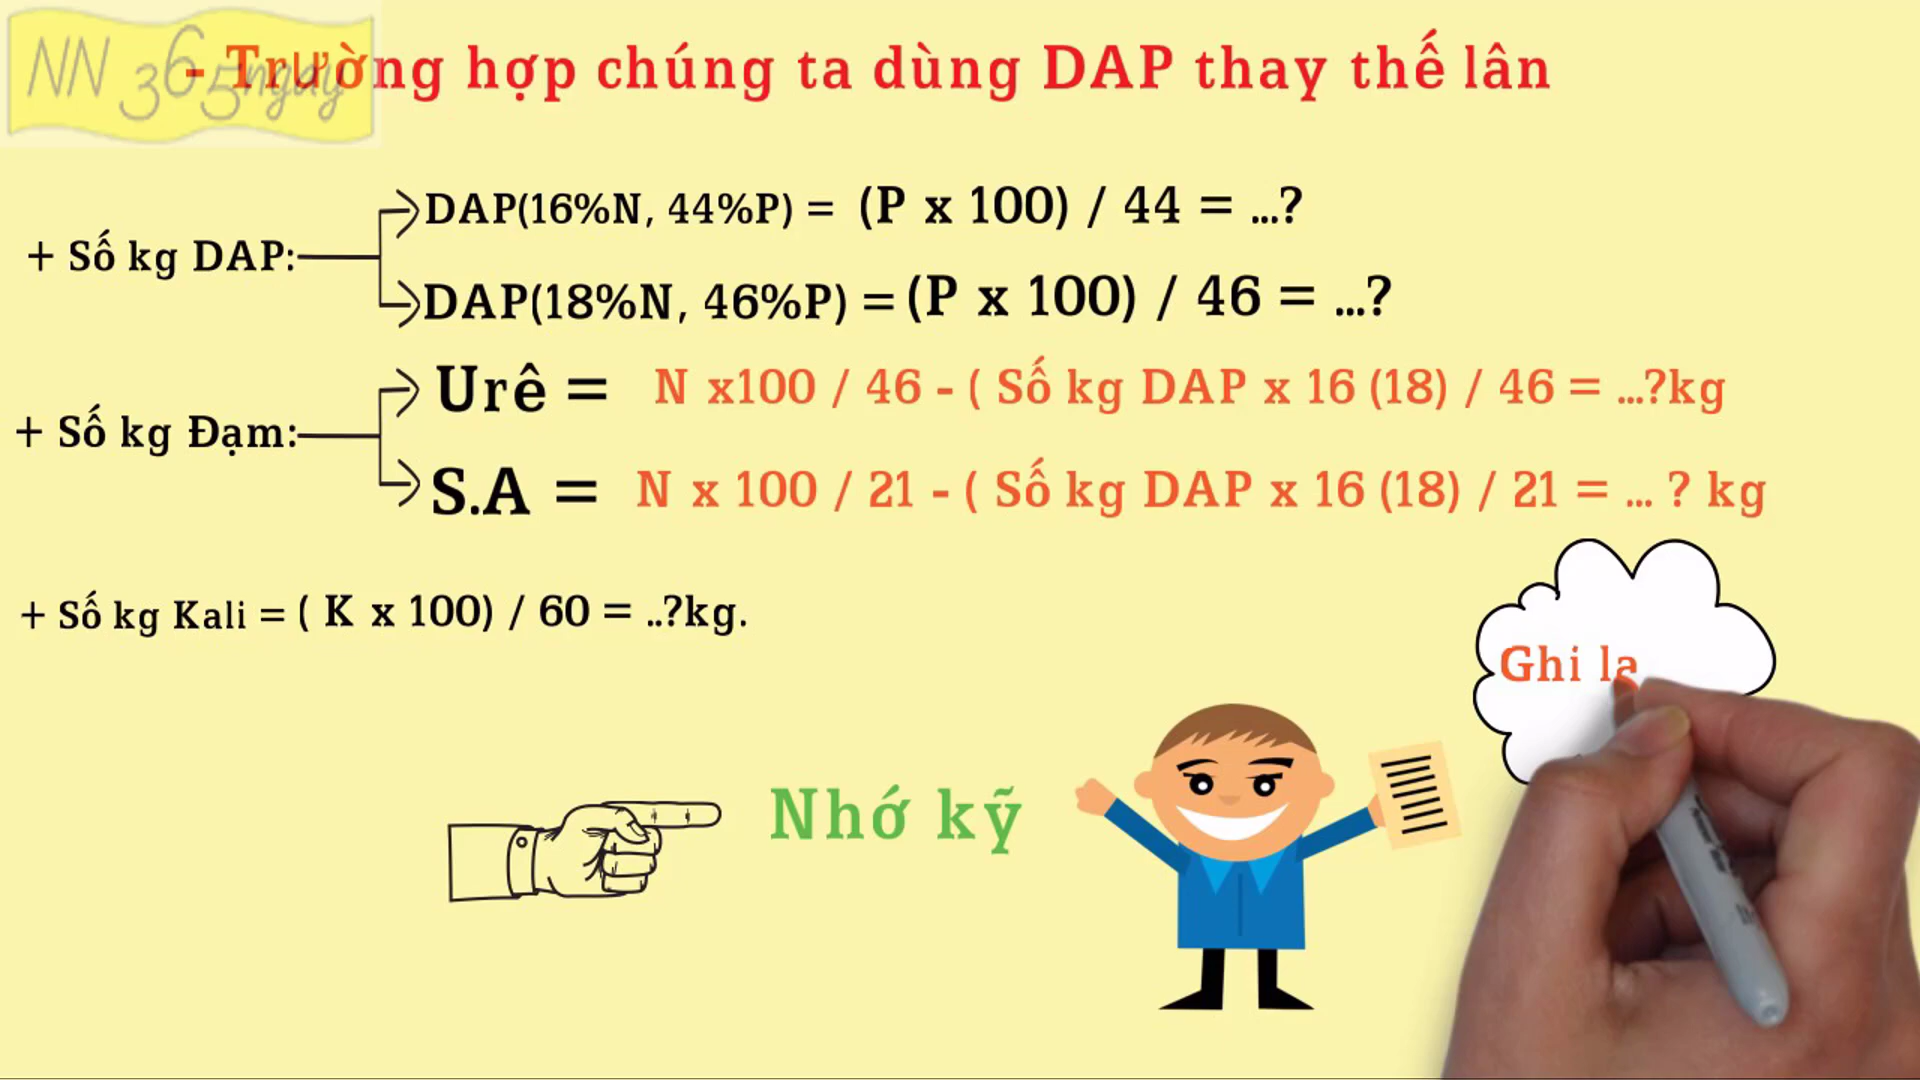 NN 365ngay
- Trường hợp chúng ta dùng DAP thay thế lân
+ Số kg DAP:
DAP(16%N, 44%P) = (P x 100) / 44 = ...?
DAP(18%N, 46%P) = (P x 100) / 46 = ...?
+ Số kg Đạm:
Urê = N x100 / 46 - ( Số kg DAP x 16 (18) / 46 = ...?kg
S.A = N x 100 / 21 - ( Số kg DAP x 16 (18) / 21 = ... ? kg
+ Số kg Kali = ( K x 100) / 60 = ..?kg.
Ghi la
Nhớ kỹ